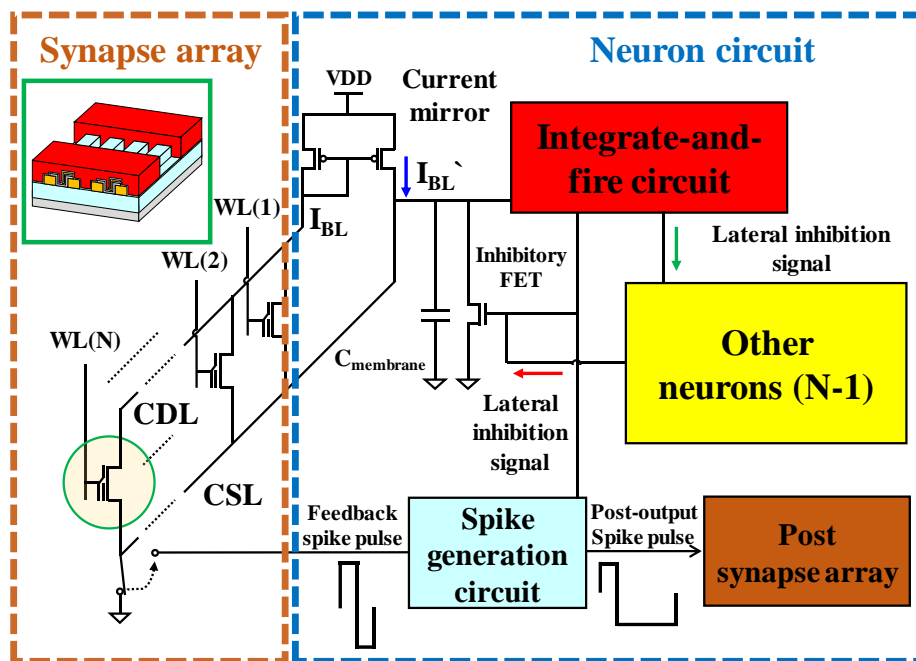 Synapse array
Neuron circuit
VDD
Current
mirror
Integrate-and-
fire circuit
I_BL`
WL(1)
I_BL
WL(2)
Lateral inhibition
signal
Inhibitory
FET
WL(N)
C_membrane
Other
neurons (N-1)
CDL
Lateral
inhibition
signal
CSL
Feedback
spike pulse
Spike
generation
circuit
Post-output
Spike pulse
Post
synapse array